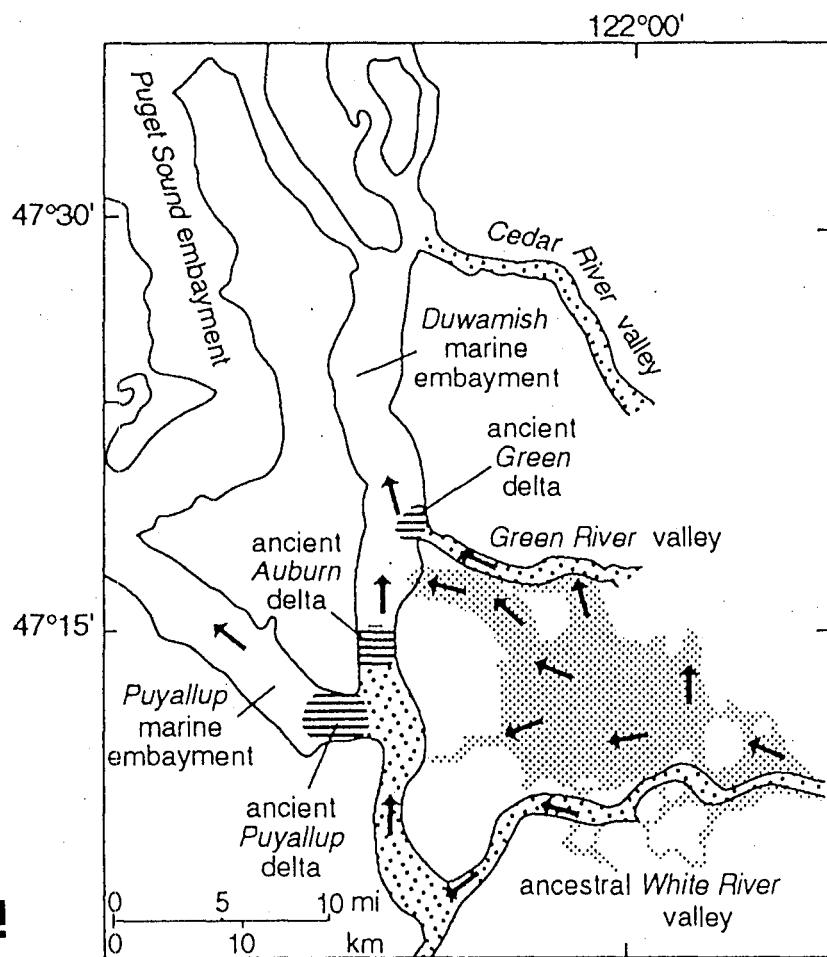 122°00'
47°30'
Puget Sound embayment
Cedar River valley
Duwamish
marine
embayment
ancient
Green
delta
Green River valley
ancient
Auburn
delta
47°15'
Puyallup
marine
embayment
ancient
Puyallup
delta
ancestral White River
valley
0 5 10 mi
0 10 km